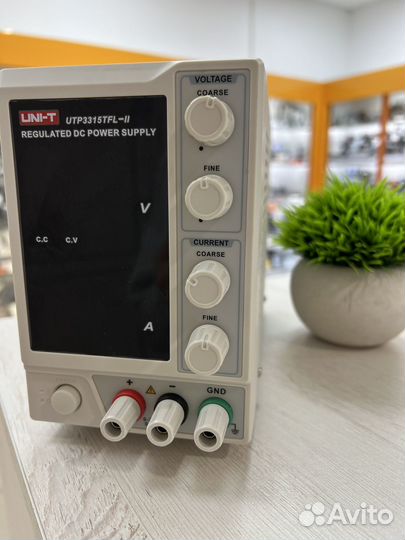 UNI-T UTP3315TFL-II
REGULATED DC POWER SUPPLY
V
C.C C.V
A
VOLTAGE
COARSE
FINE
CURRENT
COARSE
FINE
+ - GND
Avito